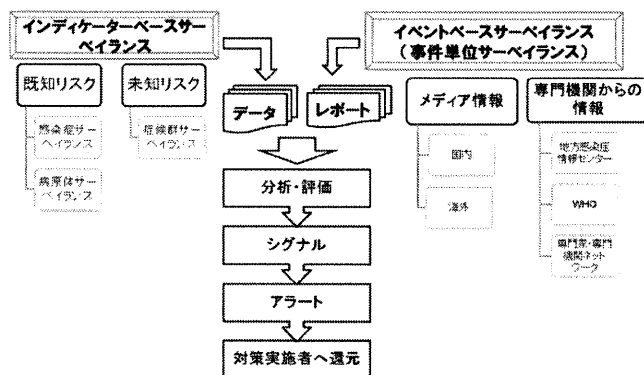 インディケーターベースサー
ベイランス
イベントベースサーベイランス
(事件単位サーベイランス)
既知リスク
未知リスク
データ
レポート
メディア情報
専門機関からの
情報
感染症サー
ベイランス
症候群サー
ベイランス
病原体サー
ベイランス
国内
海外
地方感染症
情報センター
WHO
専門家・専門
機関ネット
ワーク
分析・評価
シグナル
アラート
対策実施者へ還元